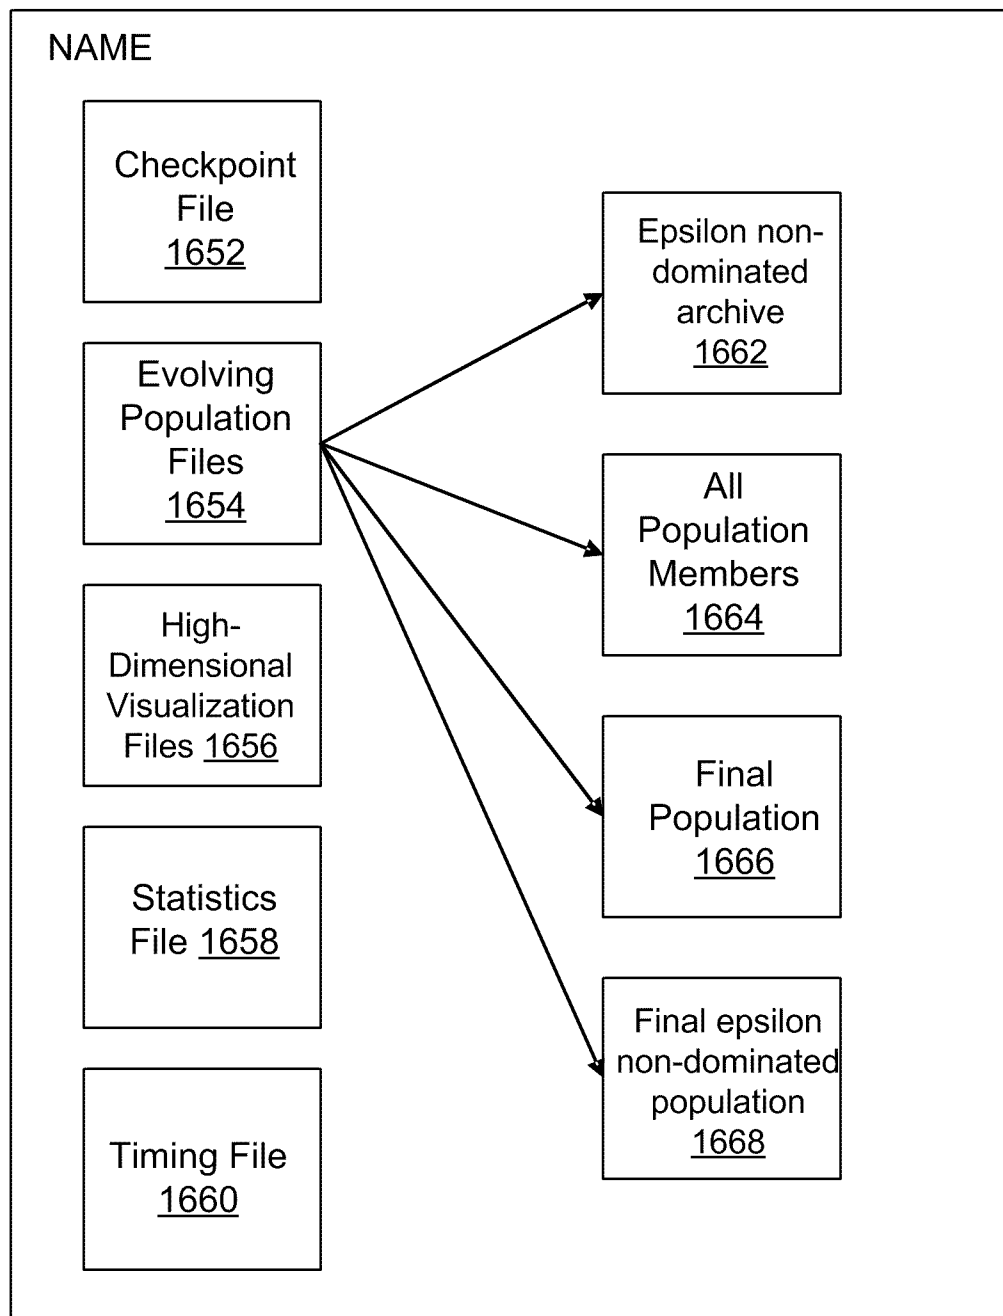 NAME
Checkpoint
File
1652
Evolving
Population
Files
1654
High-
Dimensional
Visualization
Files 1656
Statistics
File 1658
Timing File
1660
Epsilon non-
dominated
archive
1662
All
Population
Members
1664
Final
Population
1666
Final epsilon
non-dominated
population
1668